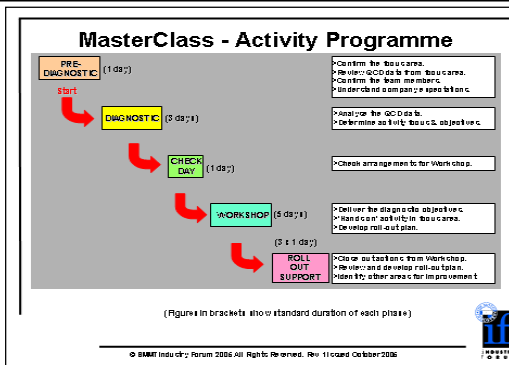 MasterClass - Activity Programme
PRE-
DIAGNOSTIC
(1 day)
>Confirm the focus area.
>Review QCD data from focus area.
>Confirm the team members.
>Understand company expectations.
Start
DIAGNOSTIC
(3 days)
>Analyse the QCD data.
>Determine activity focus & objectives.
CHECK
DAY
(1 day)
>Check arrangements for Workshop.
WORKSHOP
(5 days)
>Deliver the diagnostic objectives.
>'Hands on' activity in focus area.
>Develop roll-out plan.
(3 x 1 day)
ROLL
OUT
SUPPORT
>Close out actions from Workshop.
>Review and develop roll-out plan.
>Identify other areas for improvement
(Figures in brackets show standard duration of each phase)
if
INDUSTRY
FORUM
© SMMT Industry Forum 2006 All Rights Reserved. Rev 1 Issued October 2006